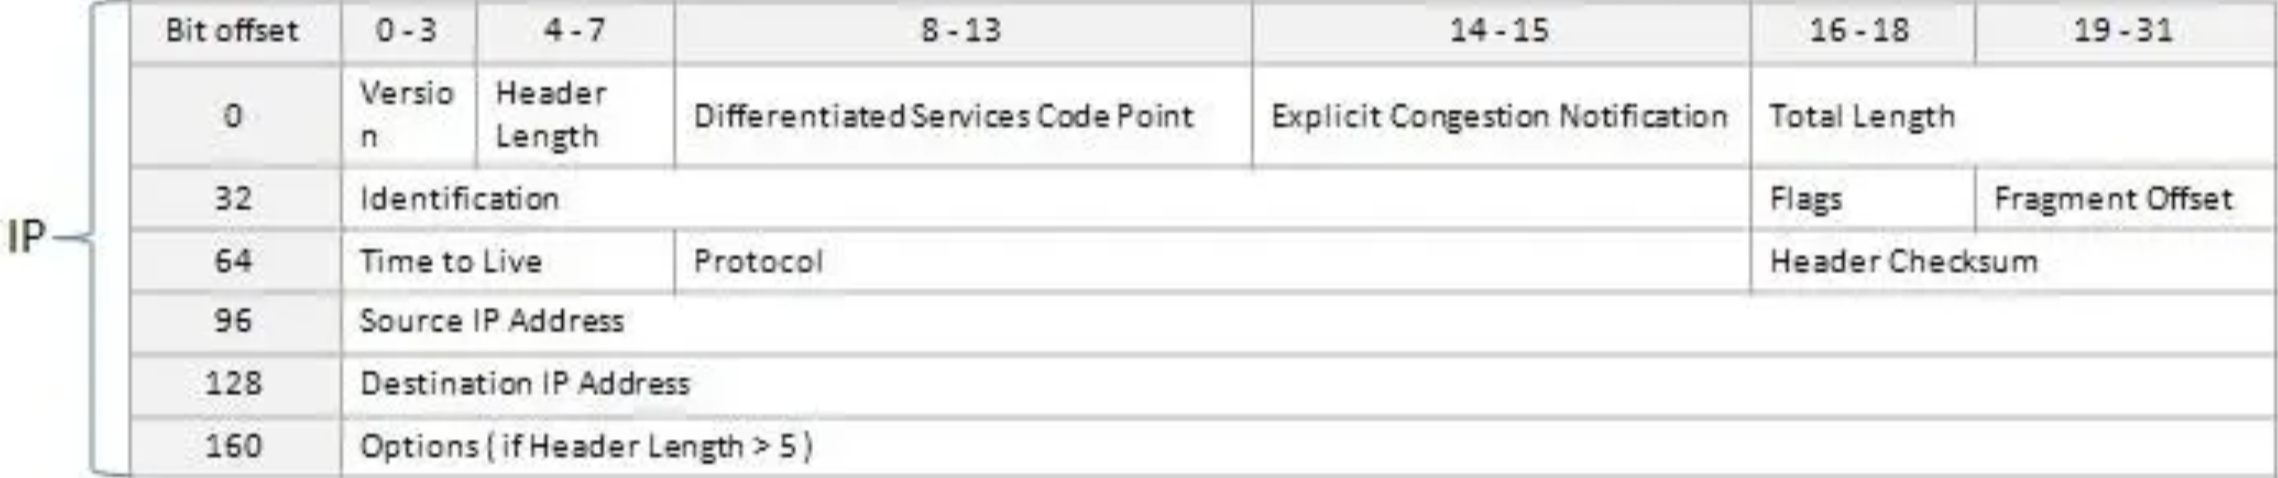 Bit offset 0-3 4-7 8-13 14-15 16-18 19-31
0 Versio n Header Length Differentiated Services Code Point Explicit Congestion Notification Total Length
32 Identification Flags Fragment Offset
IP
64 Time to Live Protocol Header Checksum
96 Source IP Address
128 Destination IP Address
160 Options ( if Header Length > 5 )